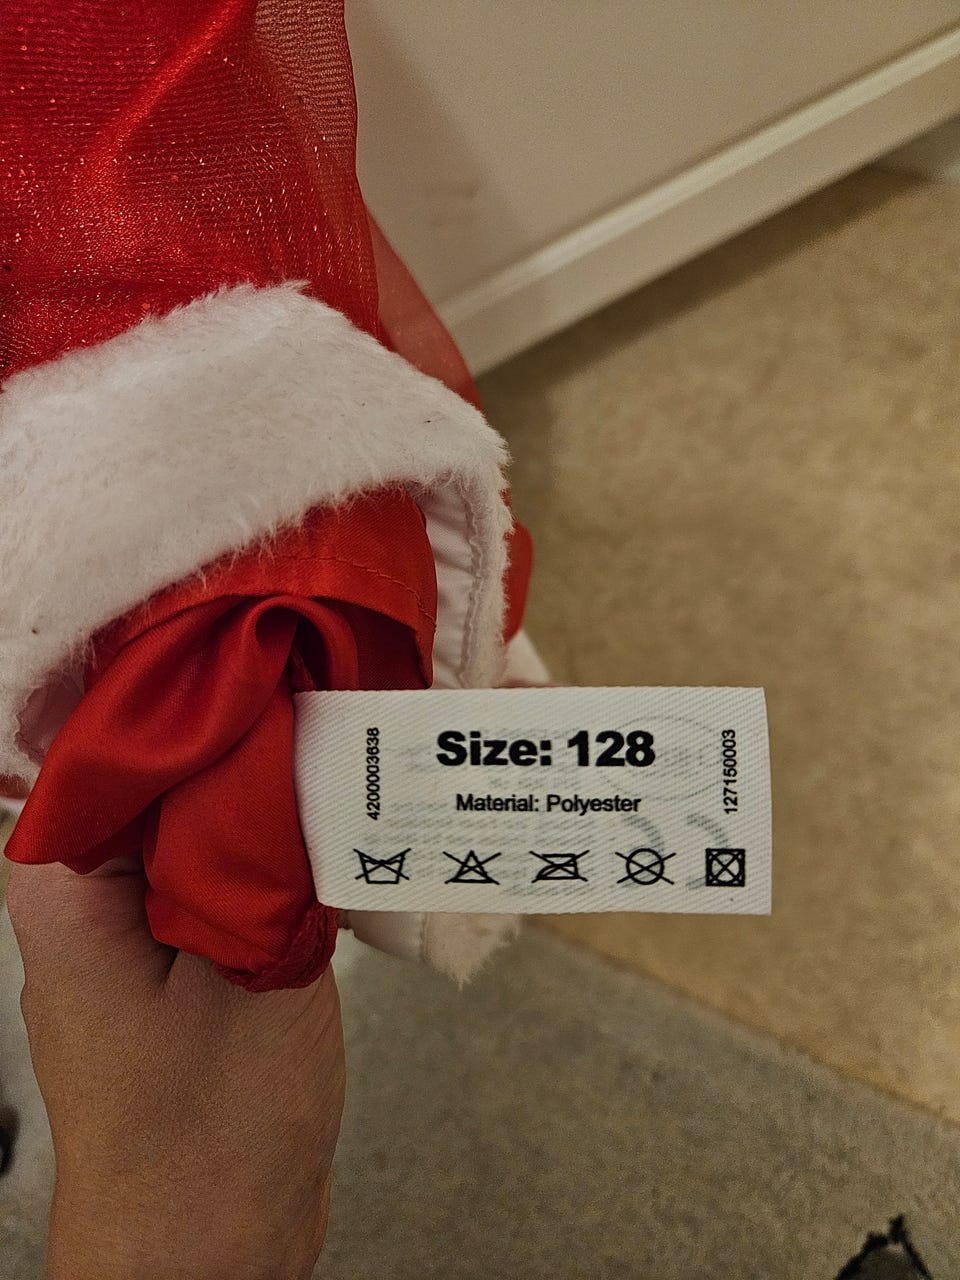 4200003638
Size: 128
Material: Polyester
127150003